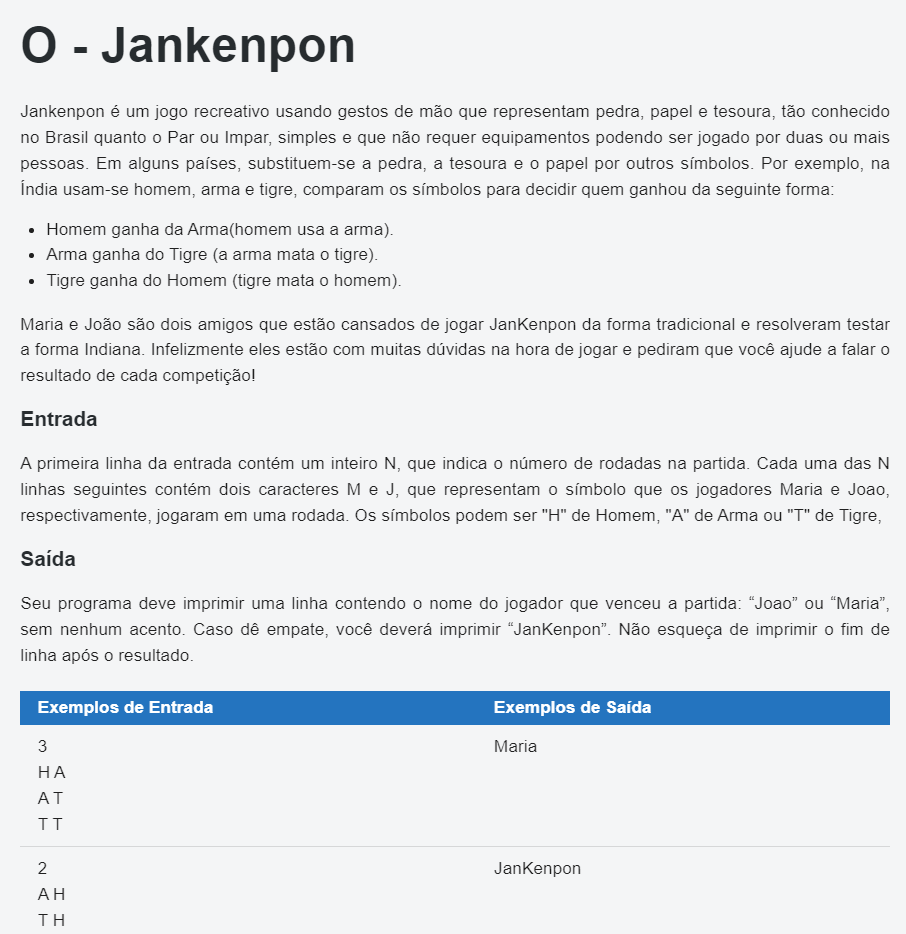 O - Jankenpon
Jankenpon é um jogo recreativo usando gestos de mão que representam pedra, papel e tesoura, tão conhecido
no Brasil quanto o Par ou Impar, simples e que não requer equipamentos podendo ser jogado por duas ou mais
pessoas. Em alguns países, substituem-se a pedra, a tesoura e o papel por outros símbolos. Por exemplo, na
Índia usam-se homem, arma e tigre, comparam os símbolos para decidir quem ganhou da seguinte forma:
• Homem ganha da Arma(homem usa a arma).
• Arma ganha do Tigre (a arma mata o tigre).
• Tigre ganha do Homem (tigre mata o homem).
Maria e João são dois amigos que estão cansados de jogar JanKenpon da forma tradicional e resolveram testar
a forma Indiana. Infelizmente eles estão com muitas dúvidas na hora de jogar e pediram que você ajude a falar o
resultado de cada competição!
Entrada
A primeira linha da entrada contém um inteiro N, que indica o número de rodadas na partida. Cada uma das N
linhas seguintes contém dois caracteres M e J, que representam o símbolo que os jogadores Maria e Joao,
respectivamente, jogaram em uma rodada. Os símbolos podem ser "H" de Homem, "A" de Arma ou "T" de Tigre,
Saída
Seu programa deve imprimir uma linha contendo o nome do jogador que venceu a partida: “Joao” ou “Maria”,
sem nenhum acento. Caso dê empate, você deverá imprimir “JanKenpon”. Não esqueça de imprimir o fim de
linha após o resultado.
Exemplos de Entrada Exemplos de Saída
3 Maria
H A
A T
T T
2 JanKenpon
A H
T H